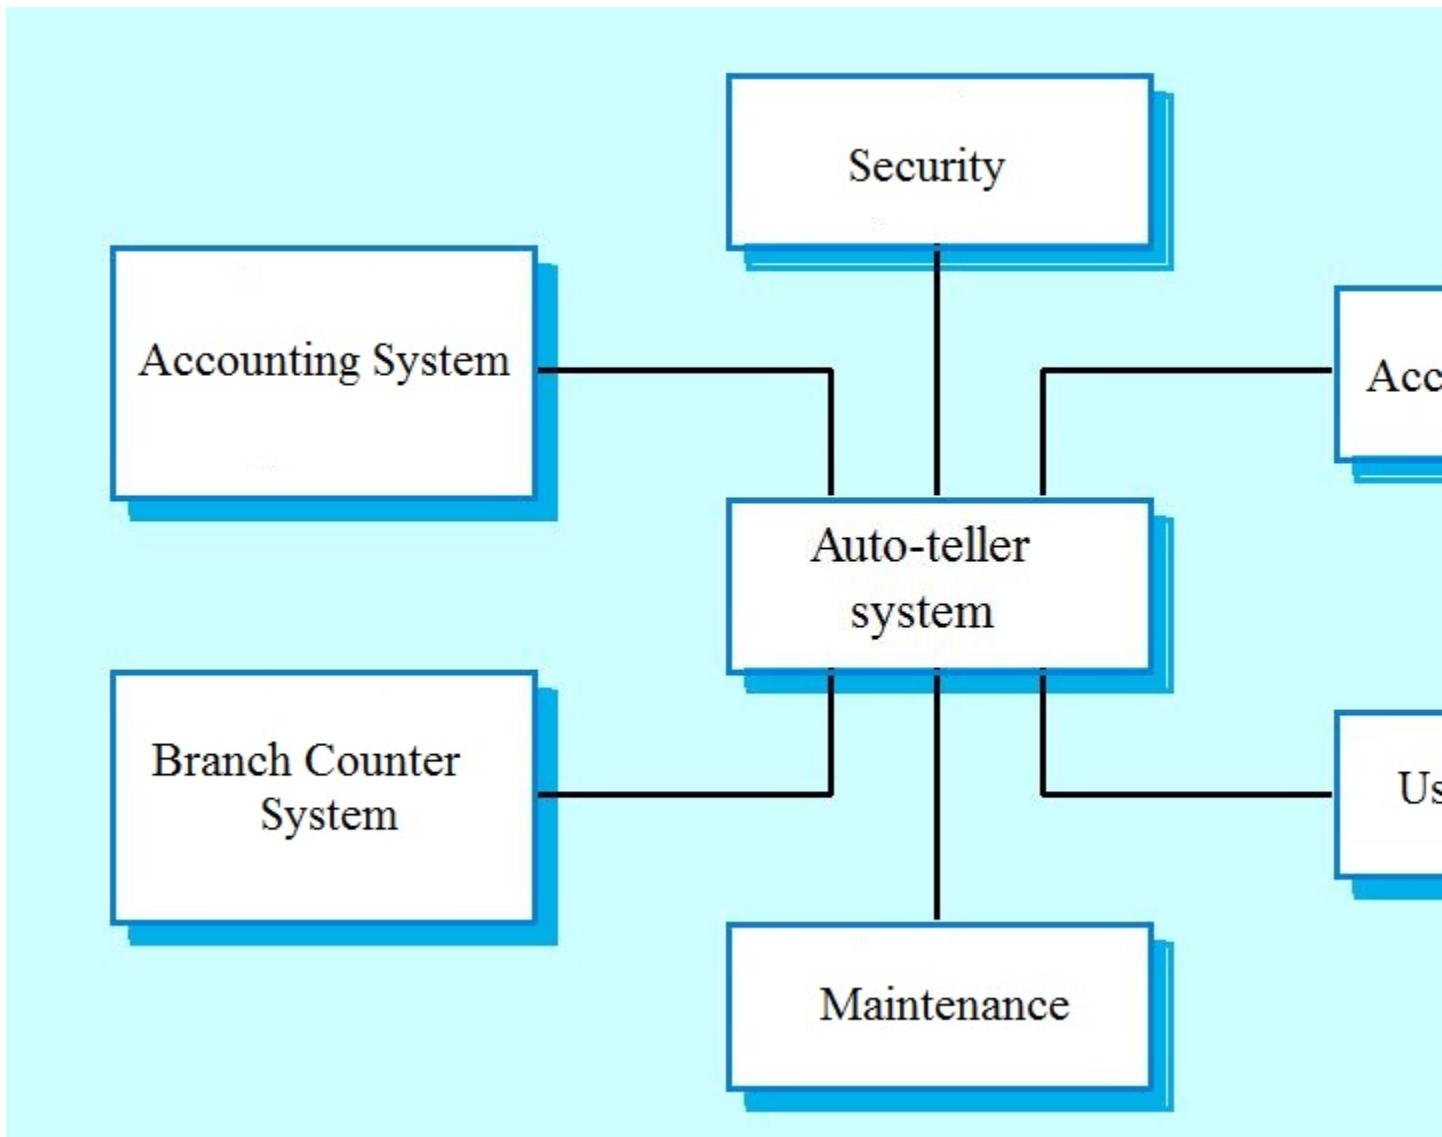 Security
Accounting System
Auto-teller
system
Branch Counter
System
Maintenance